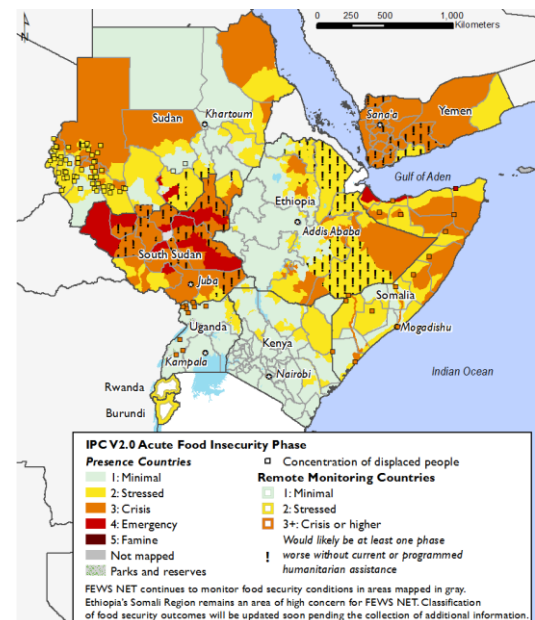 N
0 250 500 1,000
Kilometers
Sudan
Khartoum
Sana'a
Yemen
Gulf of Aden
Ethiopia
Addis Ababa
South Sudan
Juba
Somalia
Uganda
Kenya
Mogadishu
Kampala
Nairobi
Rwanda
Burundi
Indian Ocean
IPC V2.0 Acute Food Insecurity Phase
Presence Countries
1: Minimal
2: Stressed
3: Crisis
4: Emergency
5: Famine
Not mapped
Parks and reserves
Concentration of displaced people
Remote Monitoring Countries
1: Minimal
2: Stressed
3+: Crisis or higher
Would likely be at least one phase
! worse without current or programmed
humanitarian assistance
FEWS NET continues to monitor food security conditions in areas mapped in gray.
Ethiopia's Somali Region remains an area of high concern for FEWS NET. Classification
of food security outcomes will be updated soon pending the collection of additional information.